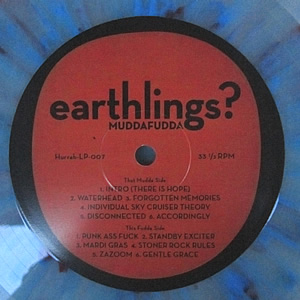 earthlings?
MUDDAFUDDA
Hurrah LP-007 33 ⅓ RPM
That Mudda Side:
1. INTRO (THERE IS HOPE)
2. WATERHEAD 3. FORGOTTEN MEMORIES
4. INDIVIDUAL SKY CRUISER THEORY
5. DISCONNECTED 6. ACCORDINGLY
This Fudda Side:
1. PUNK ASS FUCK 2. STANDBY EXCITER
3. MARDI GRAS 4. STONER ROCK RULES
5. ZAZOOM 6. GENTLE GRACE